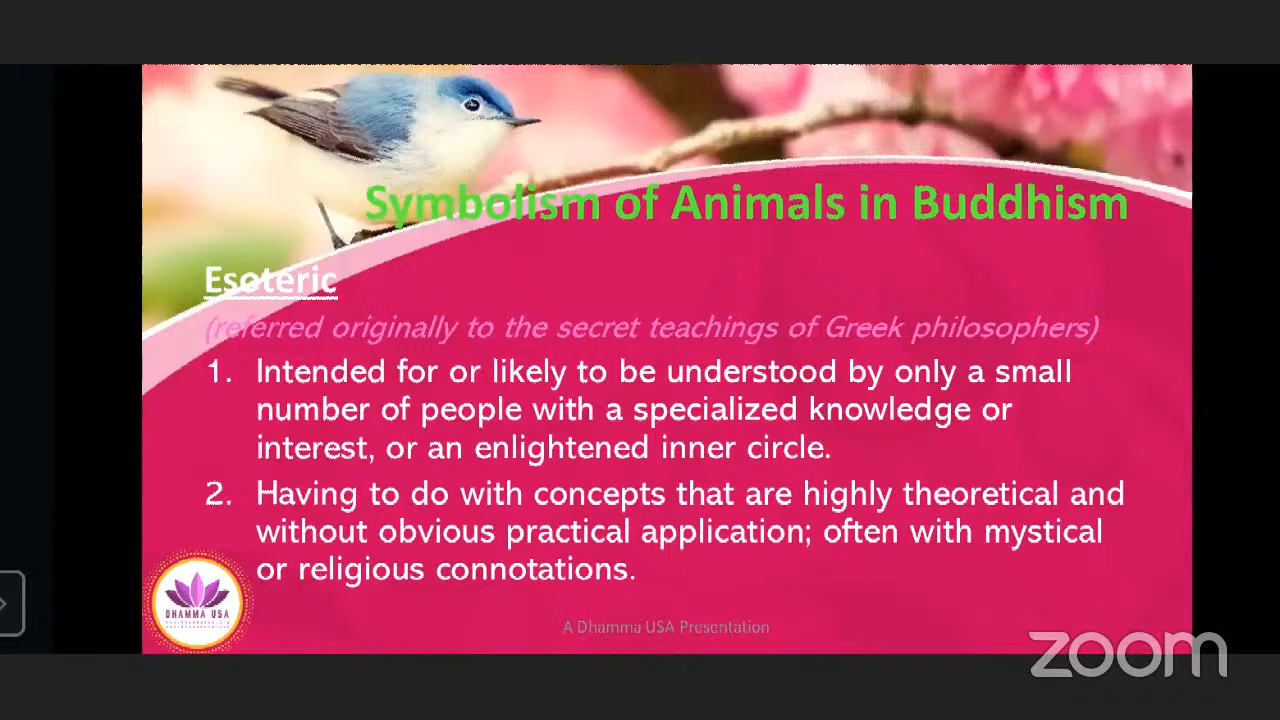 Symbolism of Animals in Buddhism
Esoteric
(referred originally to the secret teachings of Greek philosophers)
1. Intended for or likely to be understood by only a small
number of people with a specialized knowledge or
interest, or an enlightened inner circle.
2. Having to do with concepts that are highly theoretical and
without obvious practical application; often with mystical
or religious connotations.
DHAMMA USA
A Dhamma USA Presentation
zoom